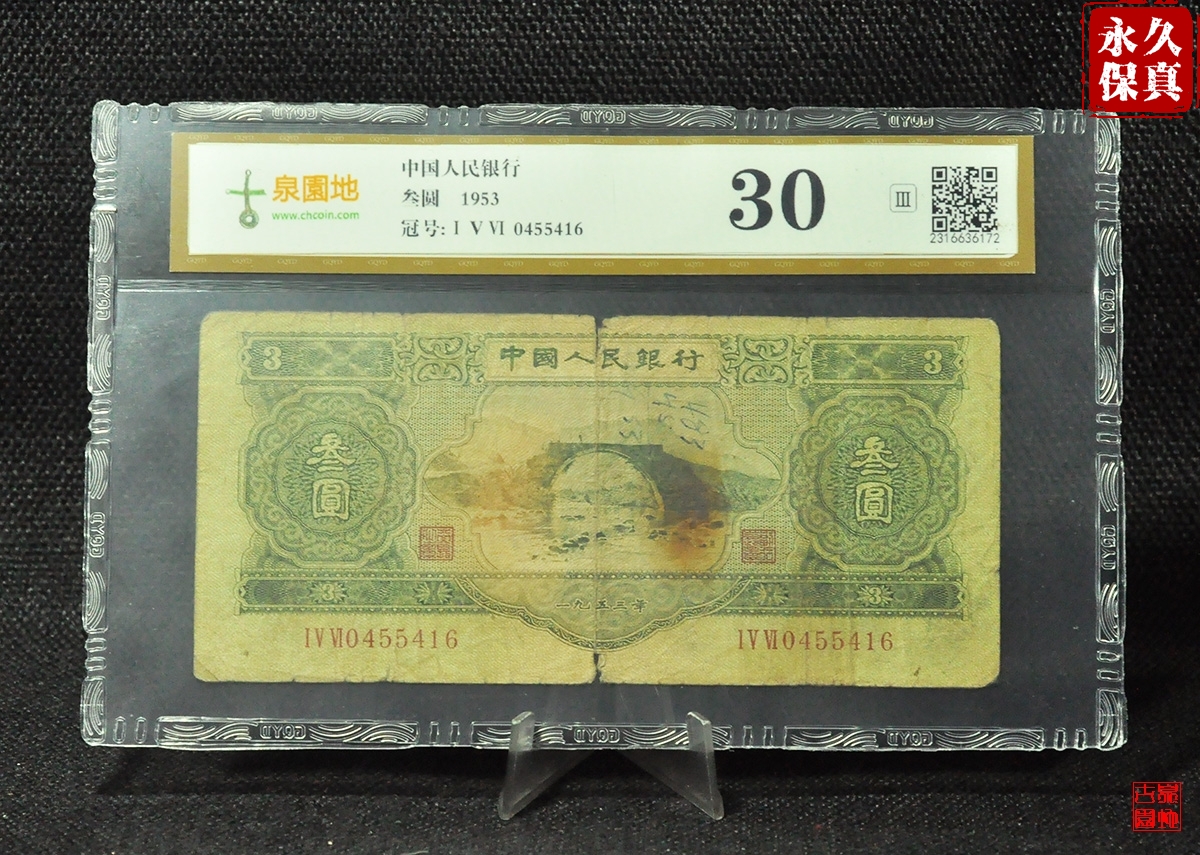 永久
保真
泉園地
www.chcoin.com
中国人民银行
叁圆 1953
冠号: I V VI 0455416
30
III
2316636172
3
中國人民銀行
3
叁圓
叁圓
3
一九五三年
3
IVVI0455416
IVVI0455416